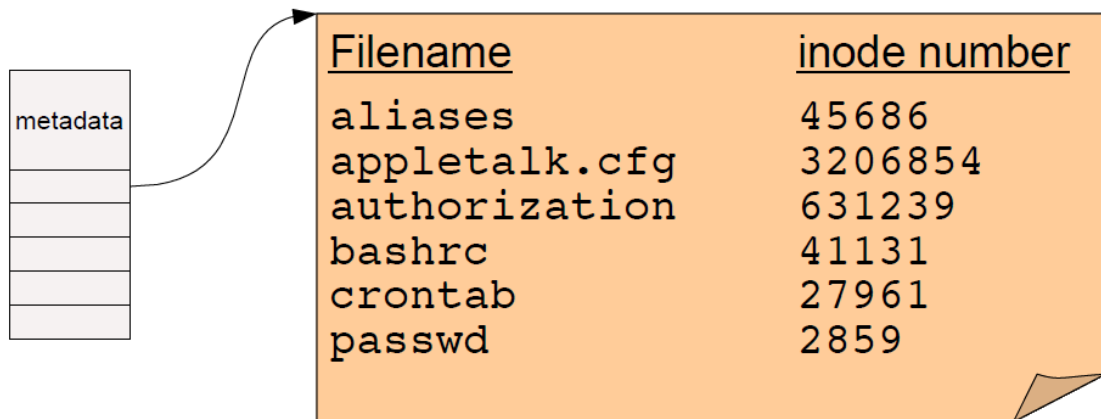 metadata
Filename inode number
aliases 45686
appletalk.cfg 3206854
authorization 631239
bashrc 41131
crontab 27961
passwd 2859